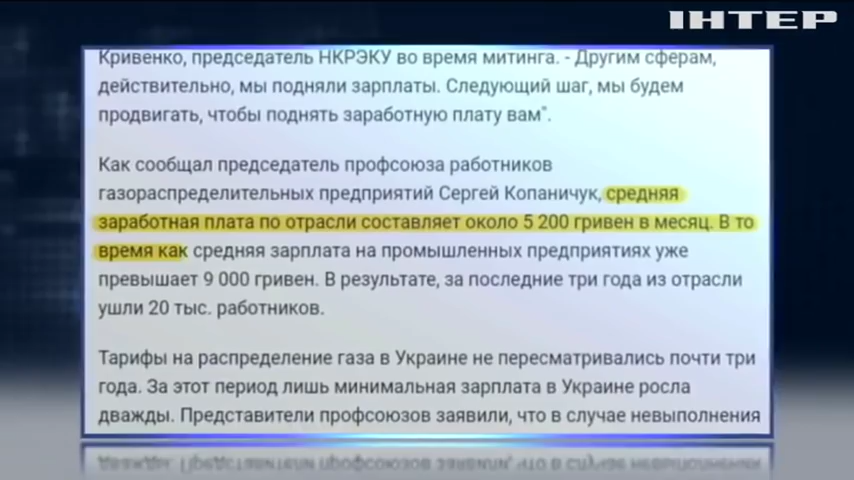 ІНТЕР
Кривенко, председатель НКРЭКУ во время митинга. - Другим сферам,
действительно, мы подняли зарплаты. Следующий шаг, мы будем
продвигать, чтобы поднять заработную плату вам".
Как сообщал председатель профсоюза работников
газораспределительных предприятий Сергей Копаничук, средняя
заработная плата по отрасли составляет около 5 200 гривен в месяц. В то
время как средняя зарплата на промышленных предприятиях уже
превышает 9 000 гривен. В результате, за последние три года из отрасли
ушли 20 тыс. работников.
Тарифы на распределение газа в Украине не пересматривались почти три
года. За этот период лишь минимальная зарплата в Украине росла
дважды. Представители профсоюзов заявили, что в случае невыполнения